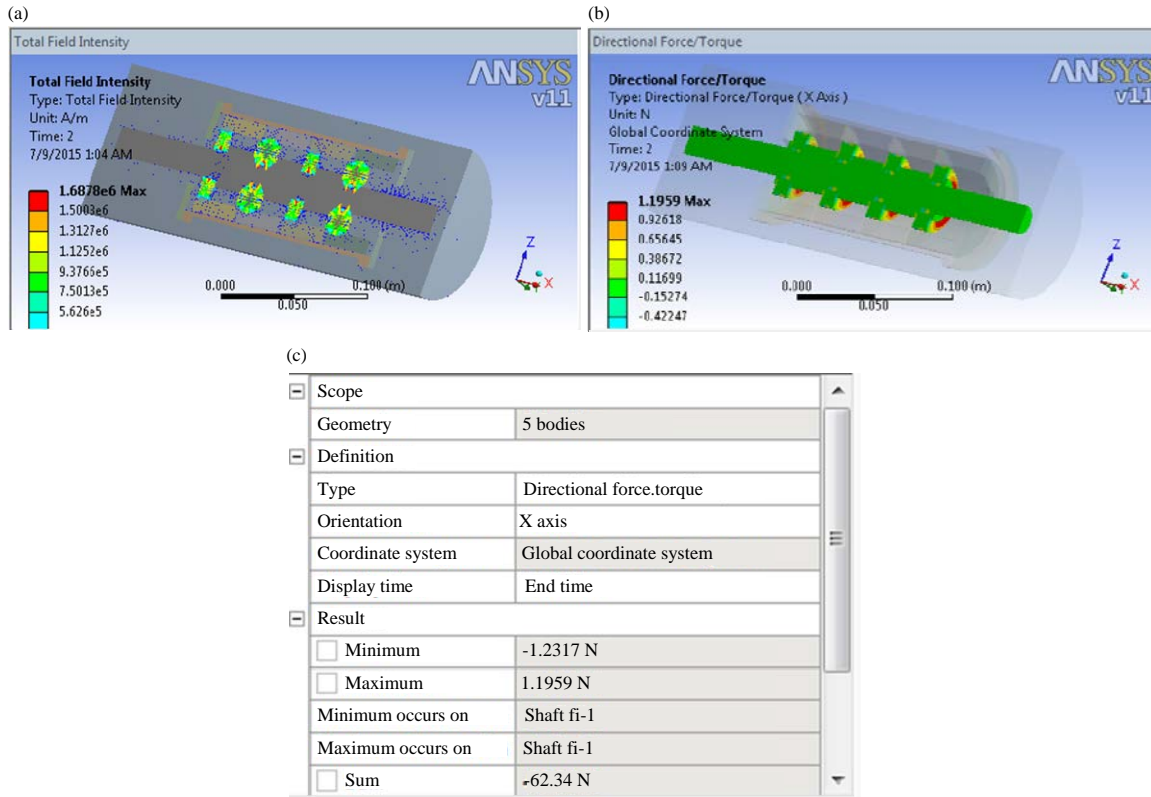 (a)
Total Field Intensity
Total Field Intensity
Type: Total Field Intensity
Unit: A/m
Time: 2
7/9/2015 1:04 AM
ANSYS
v11
1.6878e6 Max
1.5003e6
1.3127e6
1.1252e6
9.3765e5
7.5013e5
5.626e5
0.000
0.100 (m)
0.050
Z
X
(b)
Directional Force/Torque
Directional Force/Torque
Type: Directional Force/Torque (X Axis)
Unit: N
Global Coordinate System
Time: 2
7/9/2015 1:09 AM
ANSYS
v11
1.1959 Max
0.92618
0.65645
0.38672
0.11699
-0.15274
-0.42247
0.000
0.100 (m)
0.050
Z
X
(c)
Scope
Geometry 5 bodies
Definition
Type Directional force.torque
Orientation X axis
Coordinate system Global coordinate system
Display time End time
Result
Minimum -1.2317 N
Maximum 1.1959 N
Minimum occurs on Shaft fi-1
Maximum occurs on Shaft fi-1
Sum -62.34 N